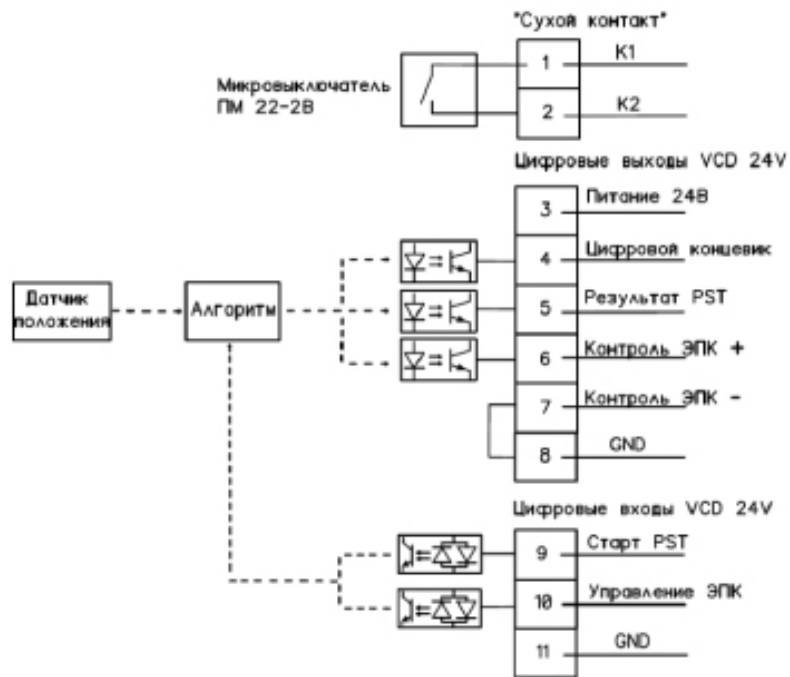 "Сухой контакт"
1 К1
Микровыключатель
ПМ 22-2В
2 К2
Цифровые выходы VCD 24V
3 Питание 24В
4 Цифровой концевик
Датчик
положения
Алгоритм
5 Результат PST
6 Контроль ЭПК +
7 Контроль ЭПК -
8 GND
Цифровые входы VCD 24V
9 Старт PST
10 Управление ЭПК
11 GND